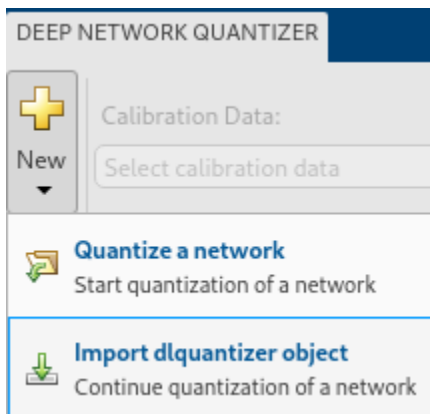 DEEP NETWORK QUANTIZER
Calibration Data:
New
Select calibration data
Quantize a network
Start quantization of a network
Import dlquantizer object
Continue quantization of a network